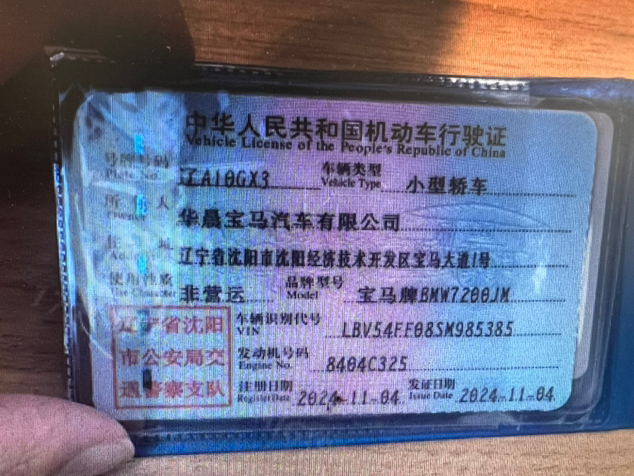 中华人民共和国机动车行驶证
Vehicle License of the People's Republic of China
号牌号码 辽A10GX3 车辆类型 小型轿车
Plate No. Vehicle Type
所 人 华晨宝马汽车有限公司
住 址 辽宁省沈阳市沈阳经济技术开发区宝马大道1号
Address
使用性质 非营运 品牌型号 宝马牌BMW7200JM
Use Character Model
辽宁省沈阳 车辆识别代号 LBV54FF08SM985385
VIN
市公安局交 发动机号码 8404C325
Engine No.
通警察支队 注册日期 2024-11-04 发证日期 2024-11-04
Register Date Issue Date